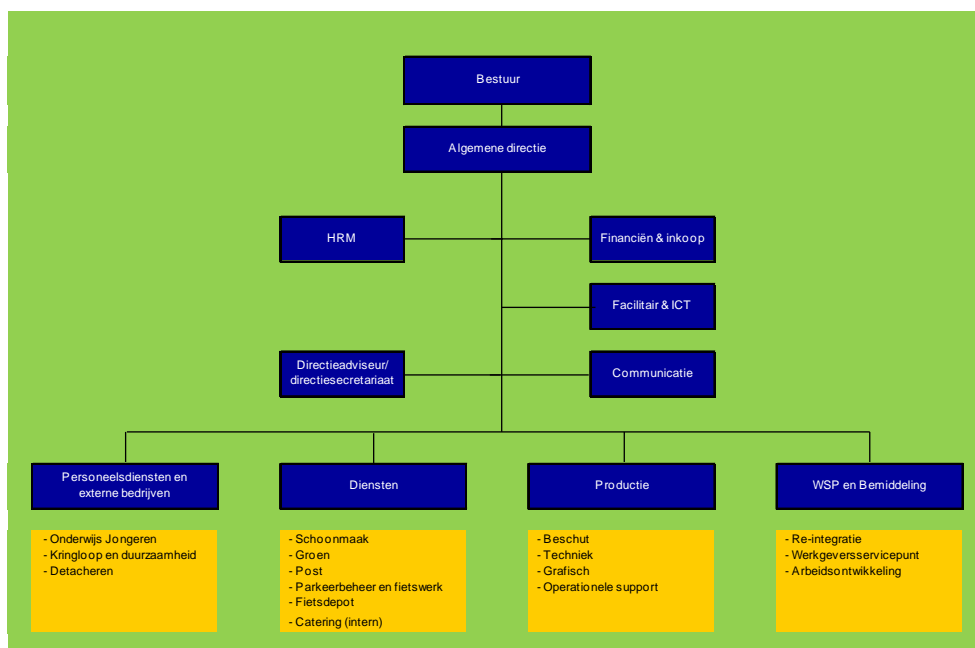 Bestuur
Algemene directie
HRM
Financiën & inkoop
Facilitair & ICT
Directieadviseur/
directiesecretariaat
Communicatie
Personeelsdiensten en
externe bedrijven
Diensten
Productie
WSP en Bemiddeling
- Onderwijs Jongeren
- Kringloop en duurzaamheid
- Detacheren
- Schoonmaak
- Groen
- Post
- Parkeerbeheer en fietswerk
- Fietsdepot
- Catering (intern)
- Beschut
- Techniek
- Grafisch
- Operationele support
- Re-integratie
- Werkgeversservicepunt
- Arbeidsontwikkeling